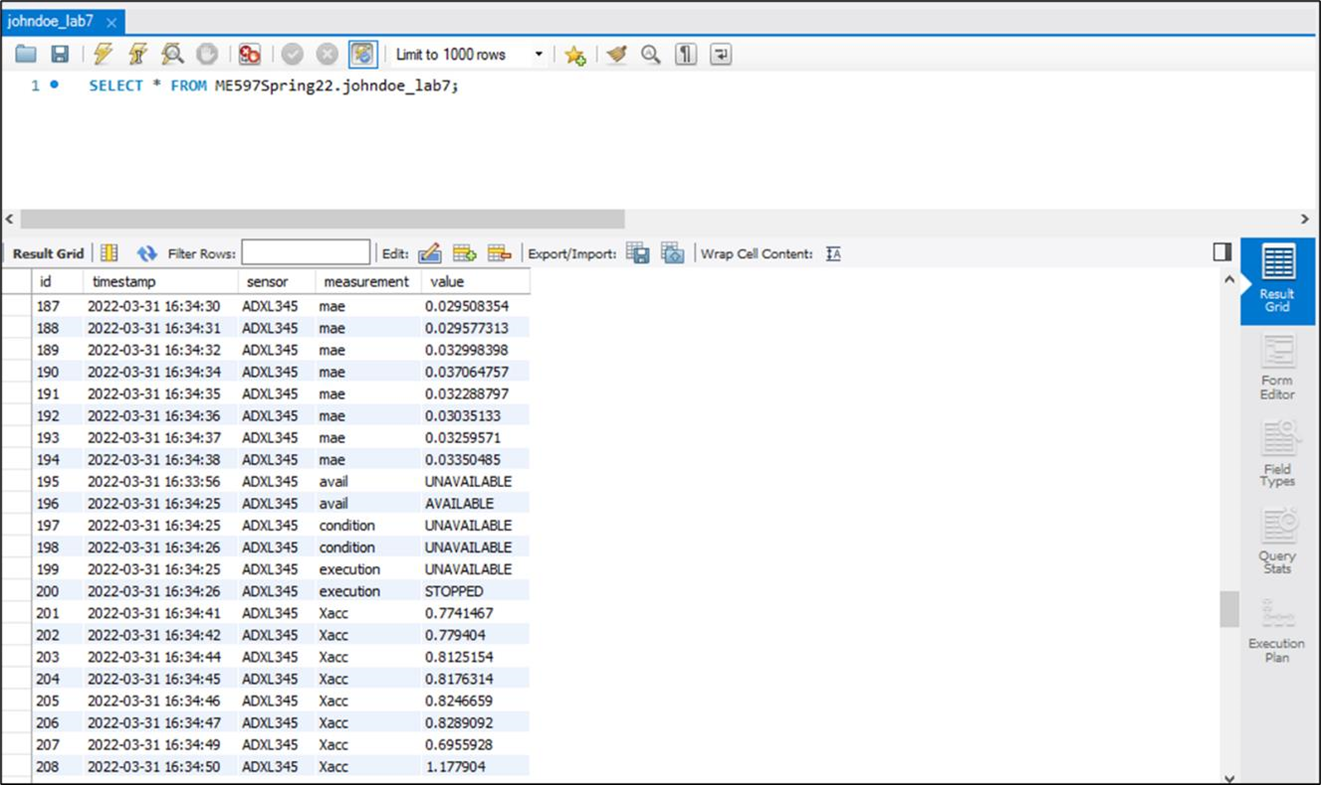 johndoe_lab7
Limit to 1000 rows
1 SELECT * FROM ME597Spring22.johndoe_lab7;
Result Grid Filter Rows: Edit: Export/Import: Wrap Cell Content:
id timestamp sensor measurement value
187 2022-03-31 16:34:30 ADXL345 mae 0.029508354
188 2022-03-31 16:34:31 ADXL345 mae 0.029577313
189 2022-03-31 16:34:32 ADXL345 mae 0.032998398
190 2022-03-31 16:34:34 ADXL345 mae 0.037064757
191 2022-03-31 16:34:35 ADXL345 mae 0.032288797
192 2022-03-31 16:34:36 ADXL345 mae 0.03035133
193 2022-03-31 16:34:37 ADXL345 mae 0.03259571
194 2022-03-31 16:34:38 ADXL345 mae 0.03350485
195 2022-03-31 16:33:56 ADXL345 avail UNAVAILABLE
196 2022-03-31 16:34:25 ADXL345 avail AVAILABLE
197 2022-03-31 16:34:25 ADXL345 condition UNAVAILABLE
198 2022-03-31 16:34:26 ADXL345 condition UNAVAILABLE
199 2022-03-31 16:34:25 ADXL345 execution UNAVAILABLE
200 2022-03-31 16:34:26 ADXL345 execution STOPPED
201 2022-03-31 16:34:41 ADXL345 Xacc 0.7741467
202 2022-03-31 16:34:42 ADXL345 Xacc 0.779404
203 2022-03-31 16:34:44 ADXL345 Xacc 0.8125154
204 2022-03-31 16:34:45 ADXL345 Xacc 0.8176314
205 2022-03-31 16:34:46 ADXL345 Xacc 0.8246659
206 2022-03-31 16:34:47 ADXL345 Xacc 0.8289092
207 2022-03-31 16:34:49 ADXL345 Xacc 0.6955928
208 2022-03-31 16:34:50 ADXL345 Xacc 1.177904
Result
Grid
Form
Editor
Field
Types
Query
Stats
Execution
Plan